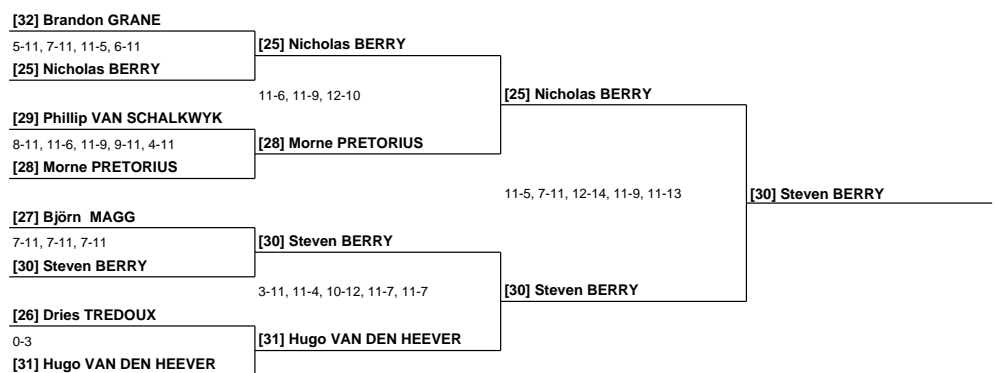 [32] Brandon GRANE
5-11, 7-11, 11-5, 6-11
[25] Nicholas BERRY
[25] Nicholas BERRY
11-6, 11-9, 12-10
[25] Nicholas BERRY
[29] Phillip VAN SCHALKWYK
8-11, 11-6, 11-9, 9-11, 4-11
[28] Morne PRETORIUS
[28] Morne PRETORIUS
11-5, 7-11, 12-14, 11-9, 11-13
[30] Steven BERRY
[27] Björn  MAGG
7-11, 7-11, 7-11
[30] Steven BERRY
[30] Steven BERRY
3-11, 11-4, 10-12, 11-7, 11-7
[30] Steven BERRY
[26] Dries TREDOUX
0-3
[31] Hugo VAN DEN HEEVER
[31] Hugo VAN DEN HEEVER